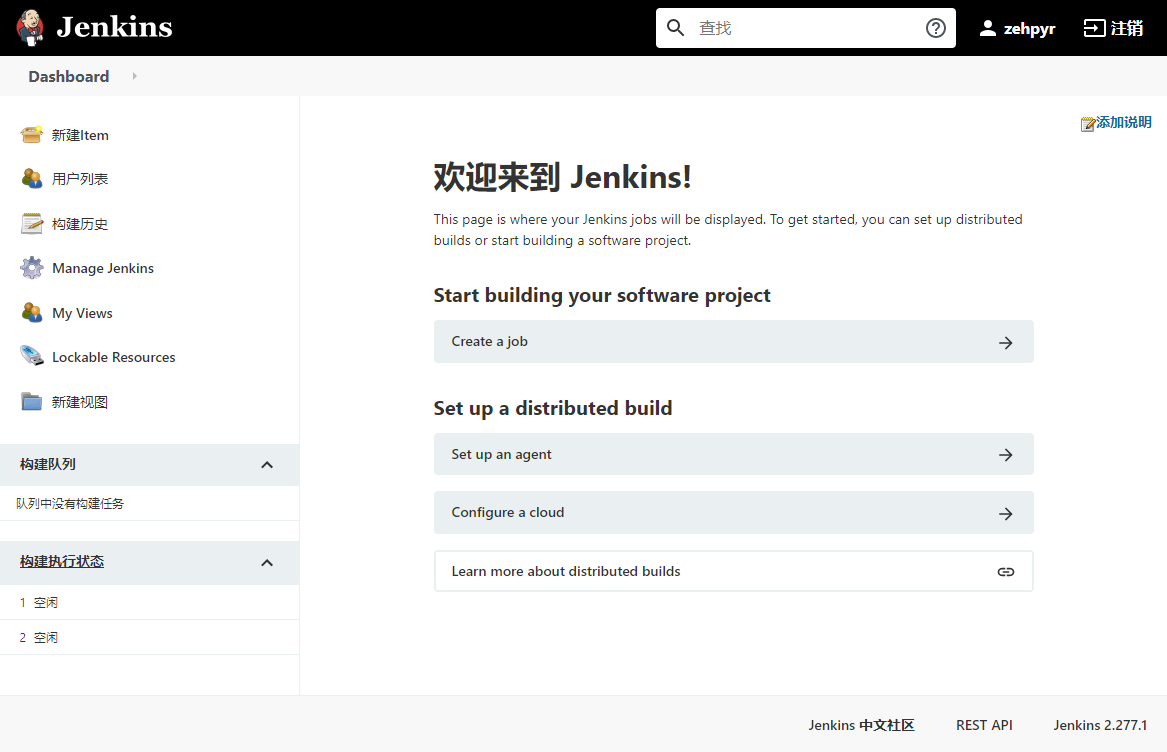 Jenkins
查找
zehpyr
注销
Dashboard
新建Item
用户列表
构建历史
Manage Jenkins
My Views
Lockable Resources
新建视图
构建队列
队列中没有构建任务
构建执行状态
1 空闲
2 空闲
添加说明
欢迎来到 Jenkins!
This page is where your Jenkins jobs will be displayed. To get started, you can set up distributed
builds or start building a software project.
Start building your software project
Create a job
Set up a distributed build
Set up an agent
Configure a cloud
Learn more about distributed builds
Jenkins 中文社区
REST API
Jenkins 2.277.1